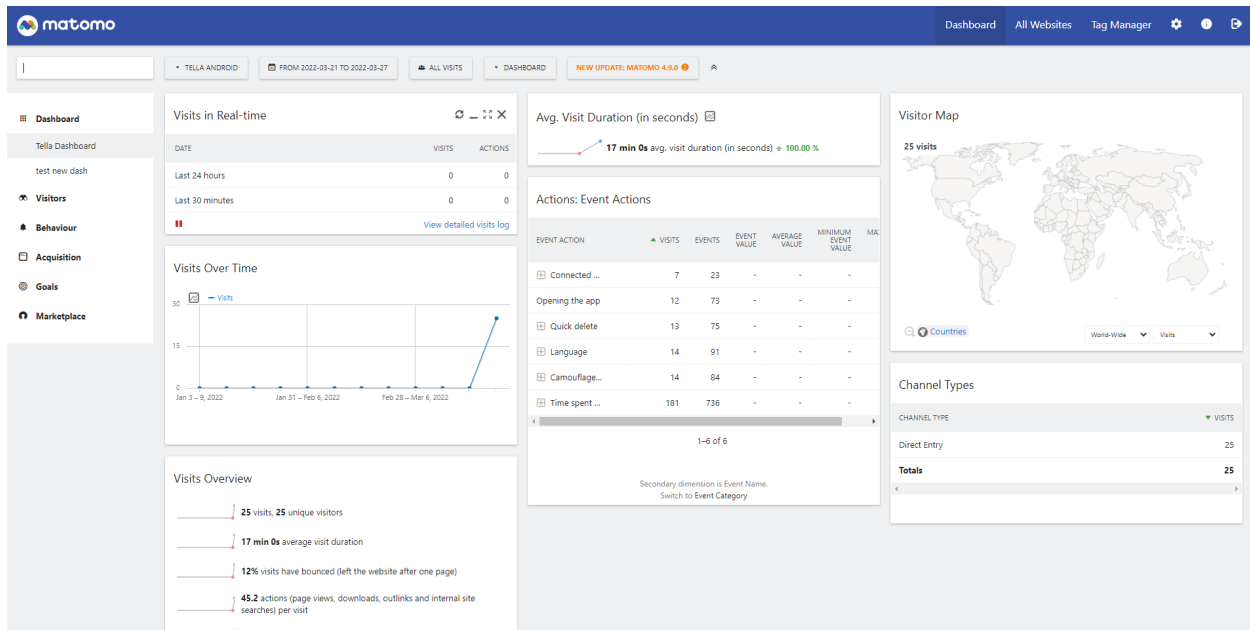 matomo
Dashboard All Websites Tag Manager
TELLA ANDROID FROM 2022-03-21 TO 2022-03-27 ALL VISITS DASHBOARD NEW UPDATE: MATOMO 4.9.0
Dashboard
Tella Dashboard
test new dash
Visitors
Behaviour
Acquisition
Goals
Marketplace
Visits in Real-time
DATE VISITS ACTIONS
Last 24 hours 0 0
Last 30 minutes 0 0
View detailed visits log
Visits Over Time
Visits
30
15
0
Jan 3 – 9, 2022 Jan 31 – Feb 6, 2022 Feb 28 – Mar 6, 2022
Visits Overview
25 visits, 25 unique visitors
17 min 0s average visit duration
12% visits have bounced (left the website after one page)
45.2 actions (page views, downloads, outlinks and internal site
searches) per visit
Avg. Visit Duration (in seconds)
17 min 0s avg. visit duration (in seconds) 100.00 %
Actions: Event Actions
EVENT ACTION VISITS EVENTS EVENT VALUE AVERAGE VALUE MINIMUM EVENT VALUE MA
Connected ... 7 23 - - -
Opening the app 12 73 - - -
Quick delete 13 75 - - -
Language 14 91 - - -
Camouflage... 14 84 - - -
Time spent ... 181 736 - - -
1–6 of 6
Secondary dimension is Event Name.
Switch to Event Category
Visitor Map
25 visits
Countries
World-Wide Visits
Channel Types
CHANNEL TYPE VISITS
Direct Entry 25
Totals 25